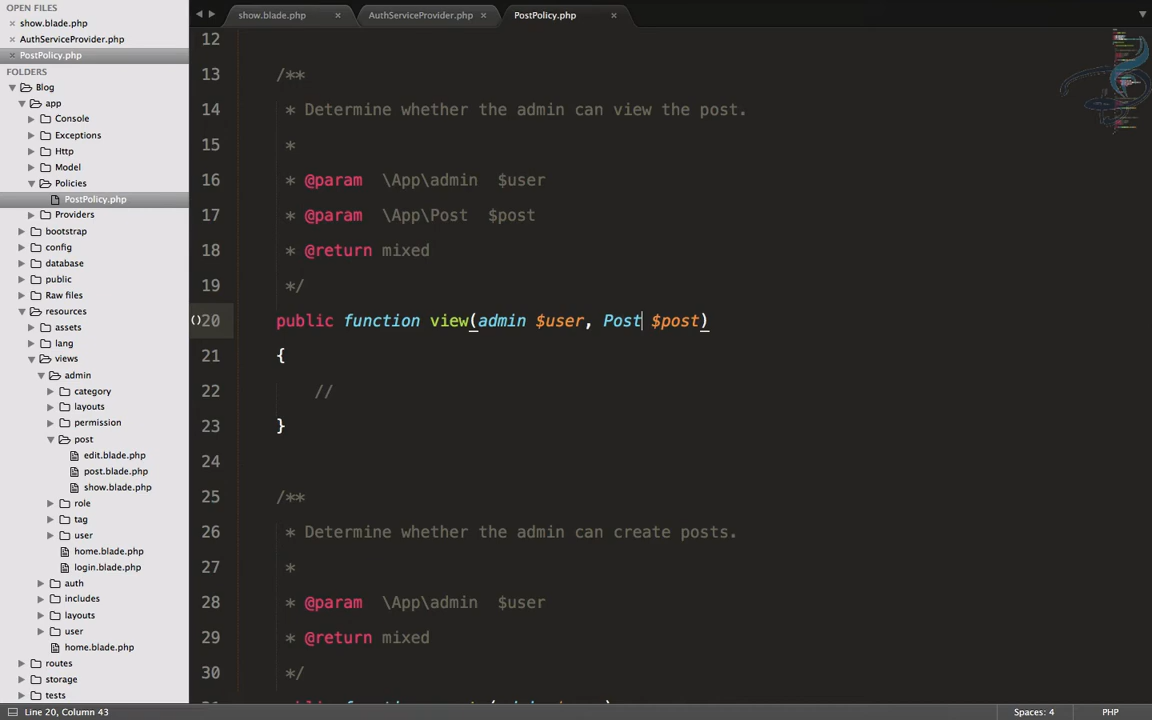 OPEN FILES
show.blade.php
AuthServiceProvider.php
PostPolicy.php
FOLDERS
Blog
app
Console
Exceptions
Http
Model
Policies
PostPolicy.php
Providers
bootstrap
config
database
public
Raw files
resources
assets
lang
views
admin
category
layouts
permission
post
edit.blade.php
post.blade.php
show.blade.php
role
tag
user
home.blade.php
login.blade.php
auth
includes
layouts
user
home.blade.php
routes
storage
tests
show.blade.php AuthServiceProvider.php PostPolicy.php
12
13 /**
14 * Determine whether the admin can view the post.
15 *
16 * @param \App\admin $user
17 * @param \App\Post $post
18 * @return mixed
19 */
20 public function view(admin $user, Post $post)
21 {
22 //
23 }
24
25 /**
26 * Determine whether the admin can create posts.
27 *
28 * @param \App\admin $user
29 * @return mixed
30 */
Line 20, Column 43 Spaces: 4 PHP